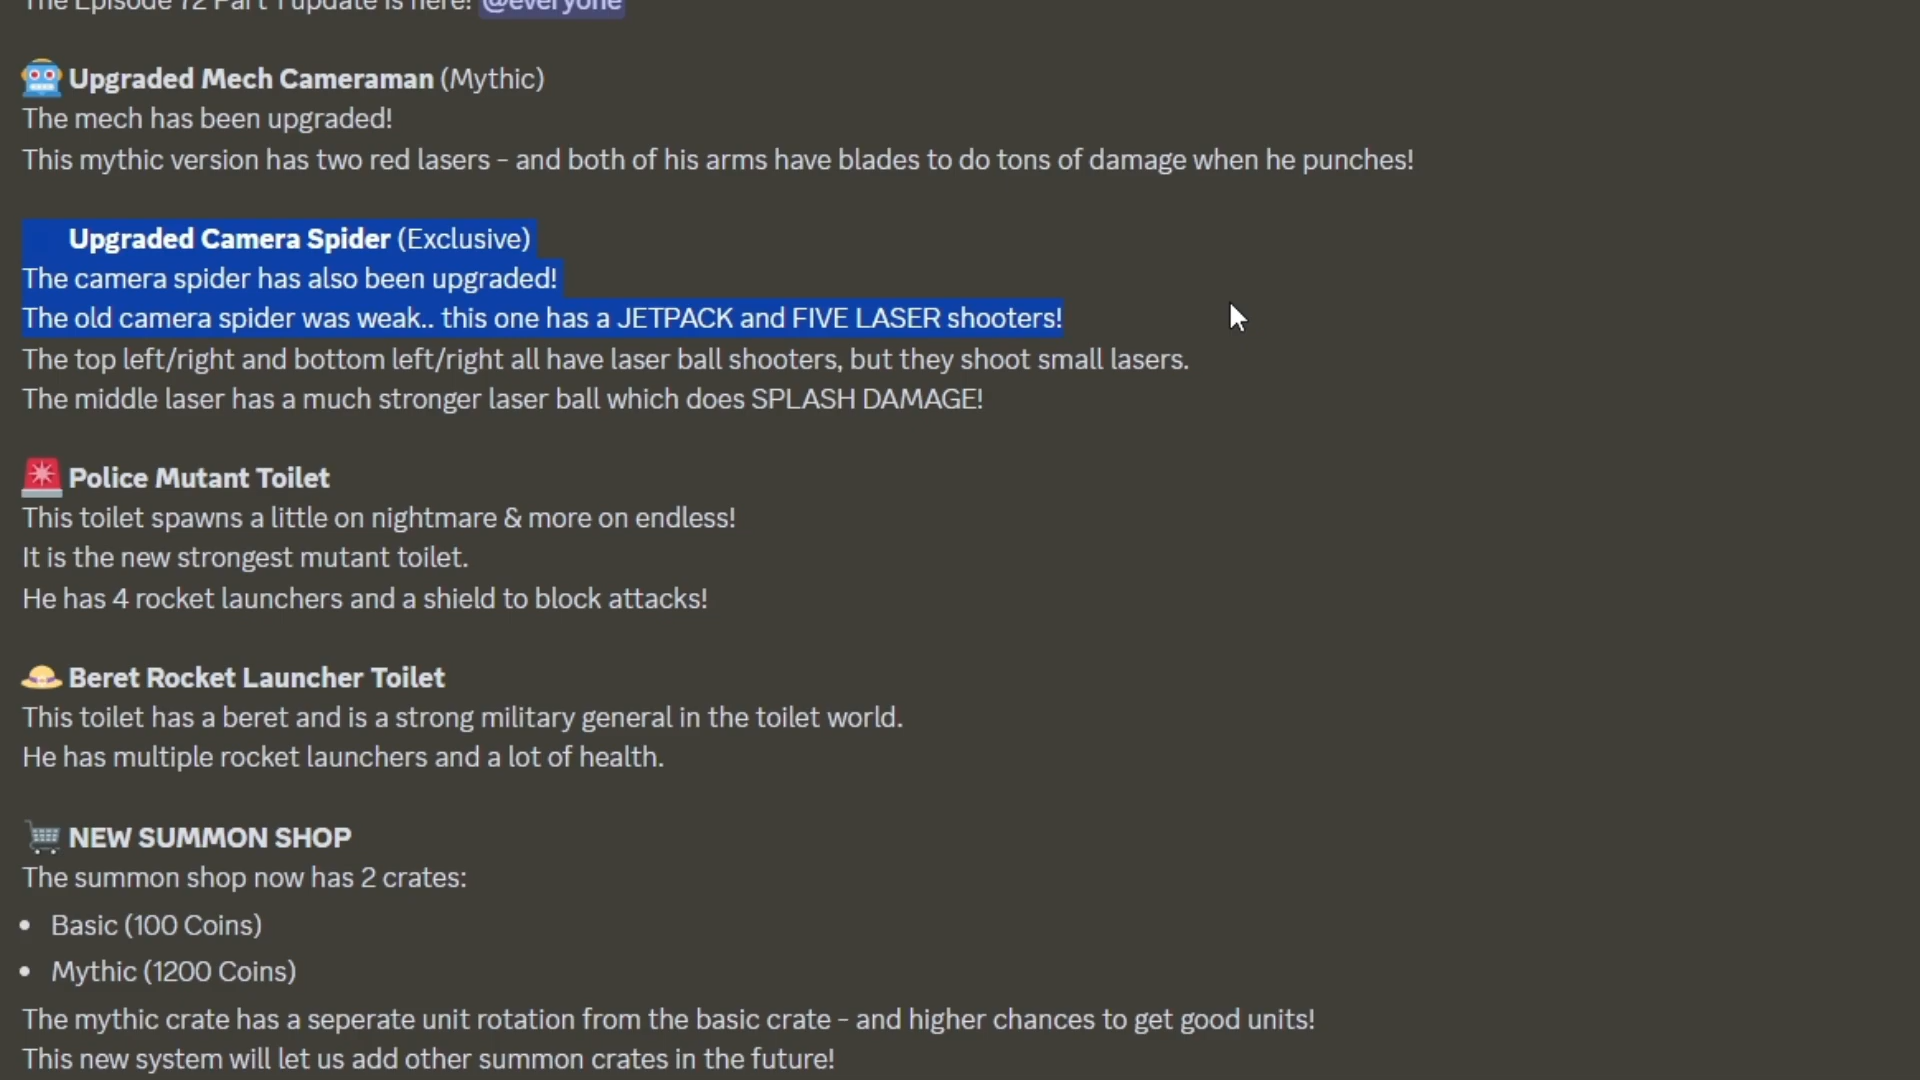 The Episode 72 Part 1 update is here! @everyone
Upgraded Mech Cameraman (Mythic)
The mech has been upgraded!
This mythic version has two red lasers - and both of his arms have blades to do tons of damage when he punches!
Upgraded Camera Spider (Exclusive)
The camera spider has also been upgraded!
The old camera spider was weak.. this one has a JETPACK and FIVE LASER shooters!
The top left/right and bottom left/right all have laser ball shooters, but they shoot small lasers.
The middle laser has a much stronger laser ball which does SPLASH DAMAGE!
Police Mutant Toilet
This toilet spawns a little on nightmare & more on endless!
It is the new strongest mutant toilet.
He has 4 rocket launchers and a shield to block attacks!
Beret Rocket Launcher Toilet
This toilet has a beret and is a strong military general in the toilet world.
He has multiple rocket launchers and a lot of health.
NEW SUMMON SHOP
The summon shop now has 2 crates:
• Basic (100 Coins)
• Mythic (1200 Coins)
The mythic crate has a seperate unit rotation from the basic crate - and higher chances to get good units!
This new system will let us add other summon crates in the future!